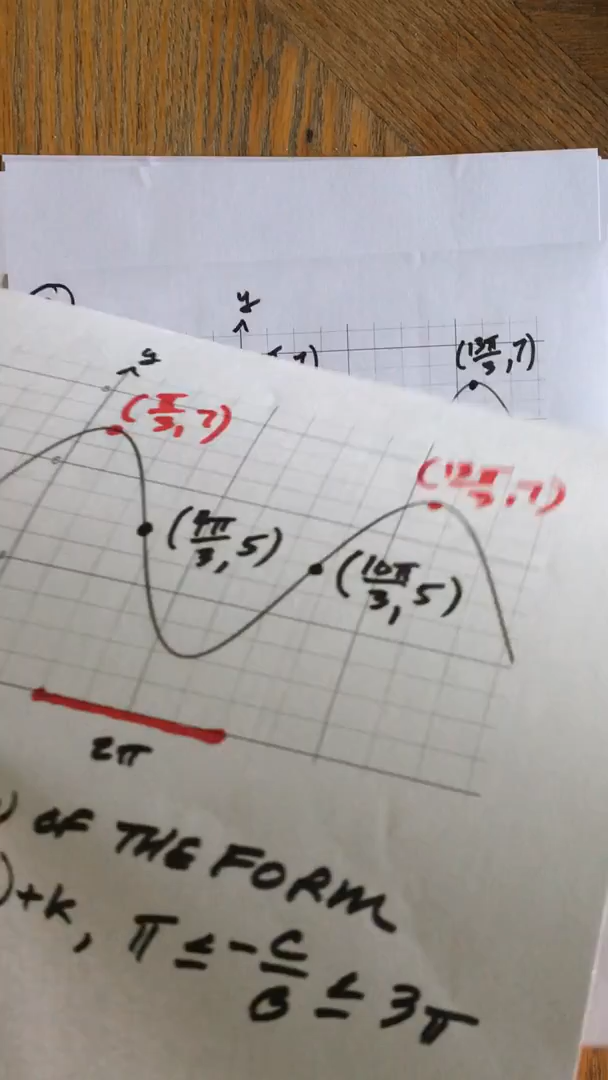 y
(13π/3, 7)
y
(π/3, 7)
(13π/3, 7)
(4π/3, 5)
(10π/3, 5)
2π
) OF THE FORM
)+K, π ≤ -C/B ≤ 3π